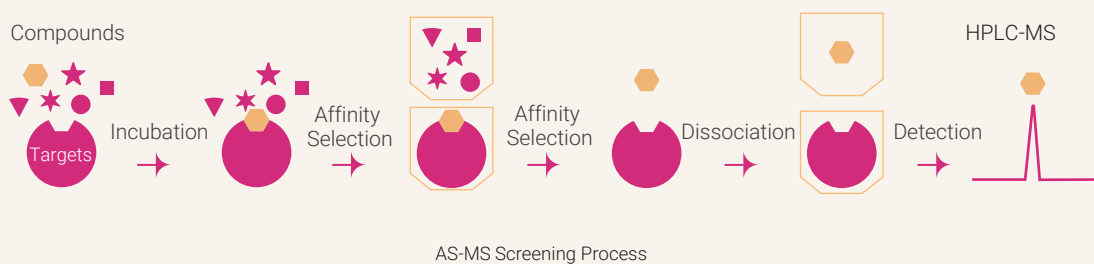 Compounds
HPLC-MS
Targets
Incubation
Affinity
Selection
Affinity
Selection
Dissociation
Detection
AS-MS Screening Process